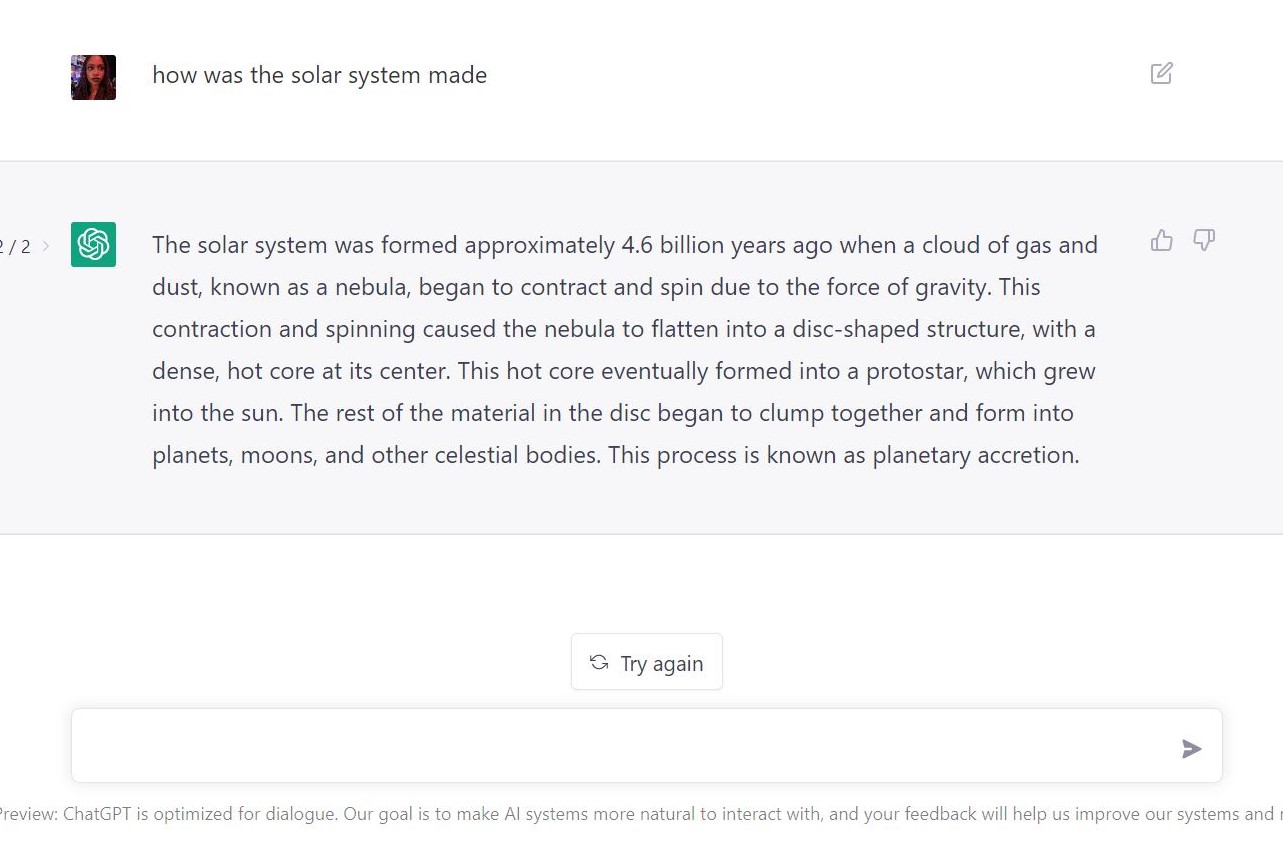 how was the solar system made
2 / 2
The solar system was formed approximately 4.6 billion years ago when a cloud of gas and
dust, known as a nebula, began to contract and spin due to the force of gravity. This
contraction and spinning caused the nebula to flatten into a disc-shaped structure, with a
dense, hot core at its center. This hot core eventually formed into a protostar, which grew
into the sun. The rest of the material in the disc began to clump together and form into
planets, moons, and other celestial bodies. This process is known as planetary accretion.
Try again
Preview: ChatGPT is optimized for dialogue. Our goal is to make AI systems more natural to interact with, and your feedback will help us improve our systems and